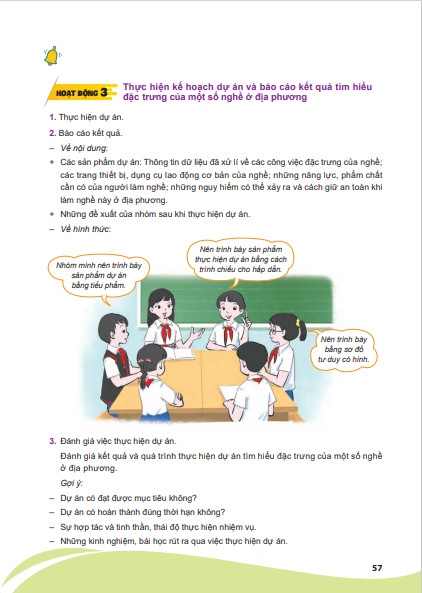 HOẠT ĐỘNG 3
Thực hiện kế hoạch dự án và báo cáo kết quả tìm hiểu
đặc trưng của một số nghề ở địa phương
1. Thực hiện dự án.
2. Báo cáo kết quả.
– Về nội dung:
+ Các sản phẩm dự án: Thông tin dữ liệu đã xử lí về các công việc đặc trưng của nghề;
các trang thiết bị, dụng cụ lao động cơ bản của nghề; những năng lực, phẩm chất
cần có của người làm nghề; những nguy hiểm có thể xảy ra và cách giữ an toàn khi
làm nghề này ở địa phương.
+ Những đề xuất của nhóm sau khi thực hiện dự án.
– Về hình thức:
Nhóm mình nên trình bày
sản phẩm dự án
bằng tiểu phẩm.
Nên trình bày sản phẩm
thực hiện dự án bằng cách
trình chiếu cho hấp dẫn.
Nên trình bày
bằng sơ đồ
tư duy có hình.
3. Đánh giá việc thực hiện dự án.
Đánh giá kết quả và quá trình thực hiện dự án tìm hiểu đặc trưng của một số nghề
ở địa phương.
Gợi ý:
– Dự án có đạt được mục tiêu không?
– Dự án có hoàn thành đúng thời hạn không?
– Sự hợp tác và tinh thần, thái độ thực hiện nhiệm vụ.
– Những kinh nghiệm, bài học rút ra qua việc thực hiện dự án.
57